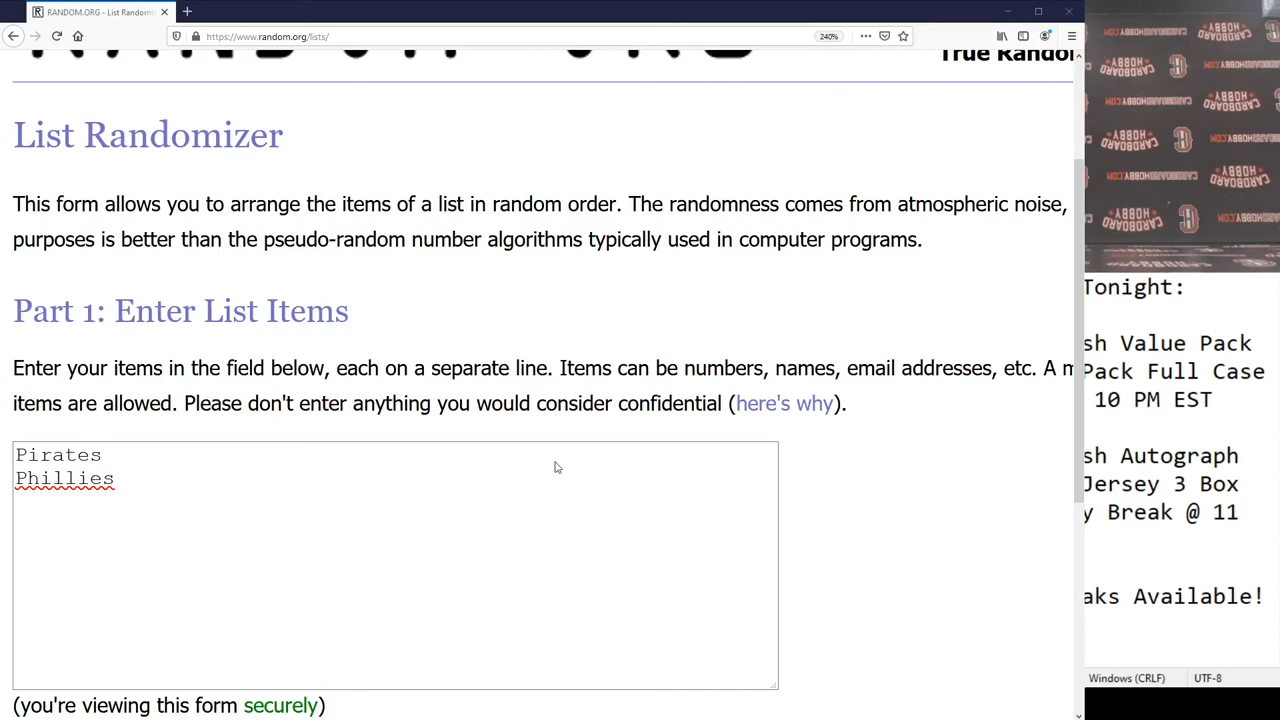 RANDOM.ORG - List Randomi
https://www.random.org/lists/
240%
True Random
List Randomizer
This form allows you to arrange the items of a list in random order. The randomness comes from atmospheric noise,
purposes is better than the pseudo-random number algorithms typically used in computer programs.
Part 1: Enter List Items
Enter your items in the field below, each on a separate line. Items can be numbers, names, email addresses, etc. A m
items are allowed. Please don't enter anything you would consider confidential (here's why).
Pirates
Phillies
(you're viewing this form securely)
Tonight:
sh Value Pack
Pack Full Case
10 PM EST
sh Autograph
Jersey 3 Box
y Break @ 11
aks Available!
Windows (CRLF)
UTF-8